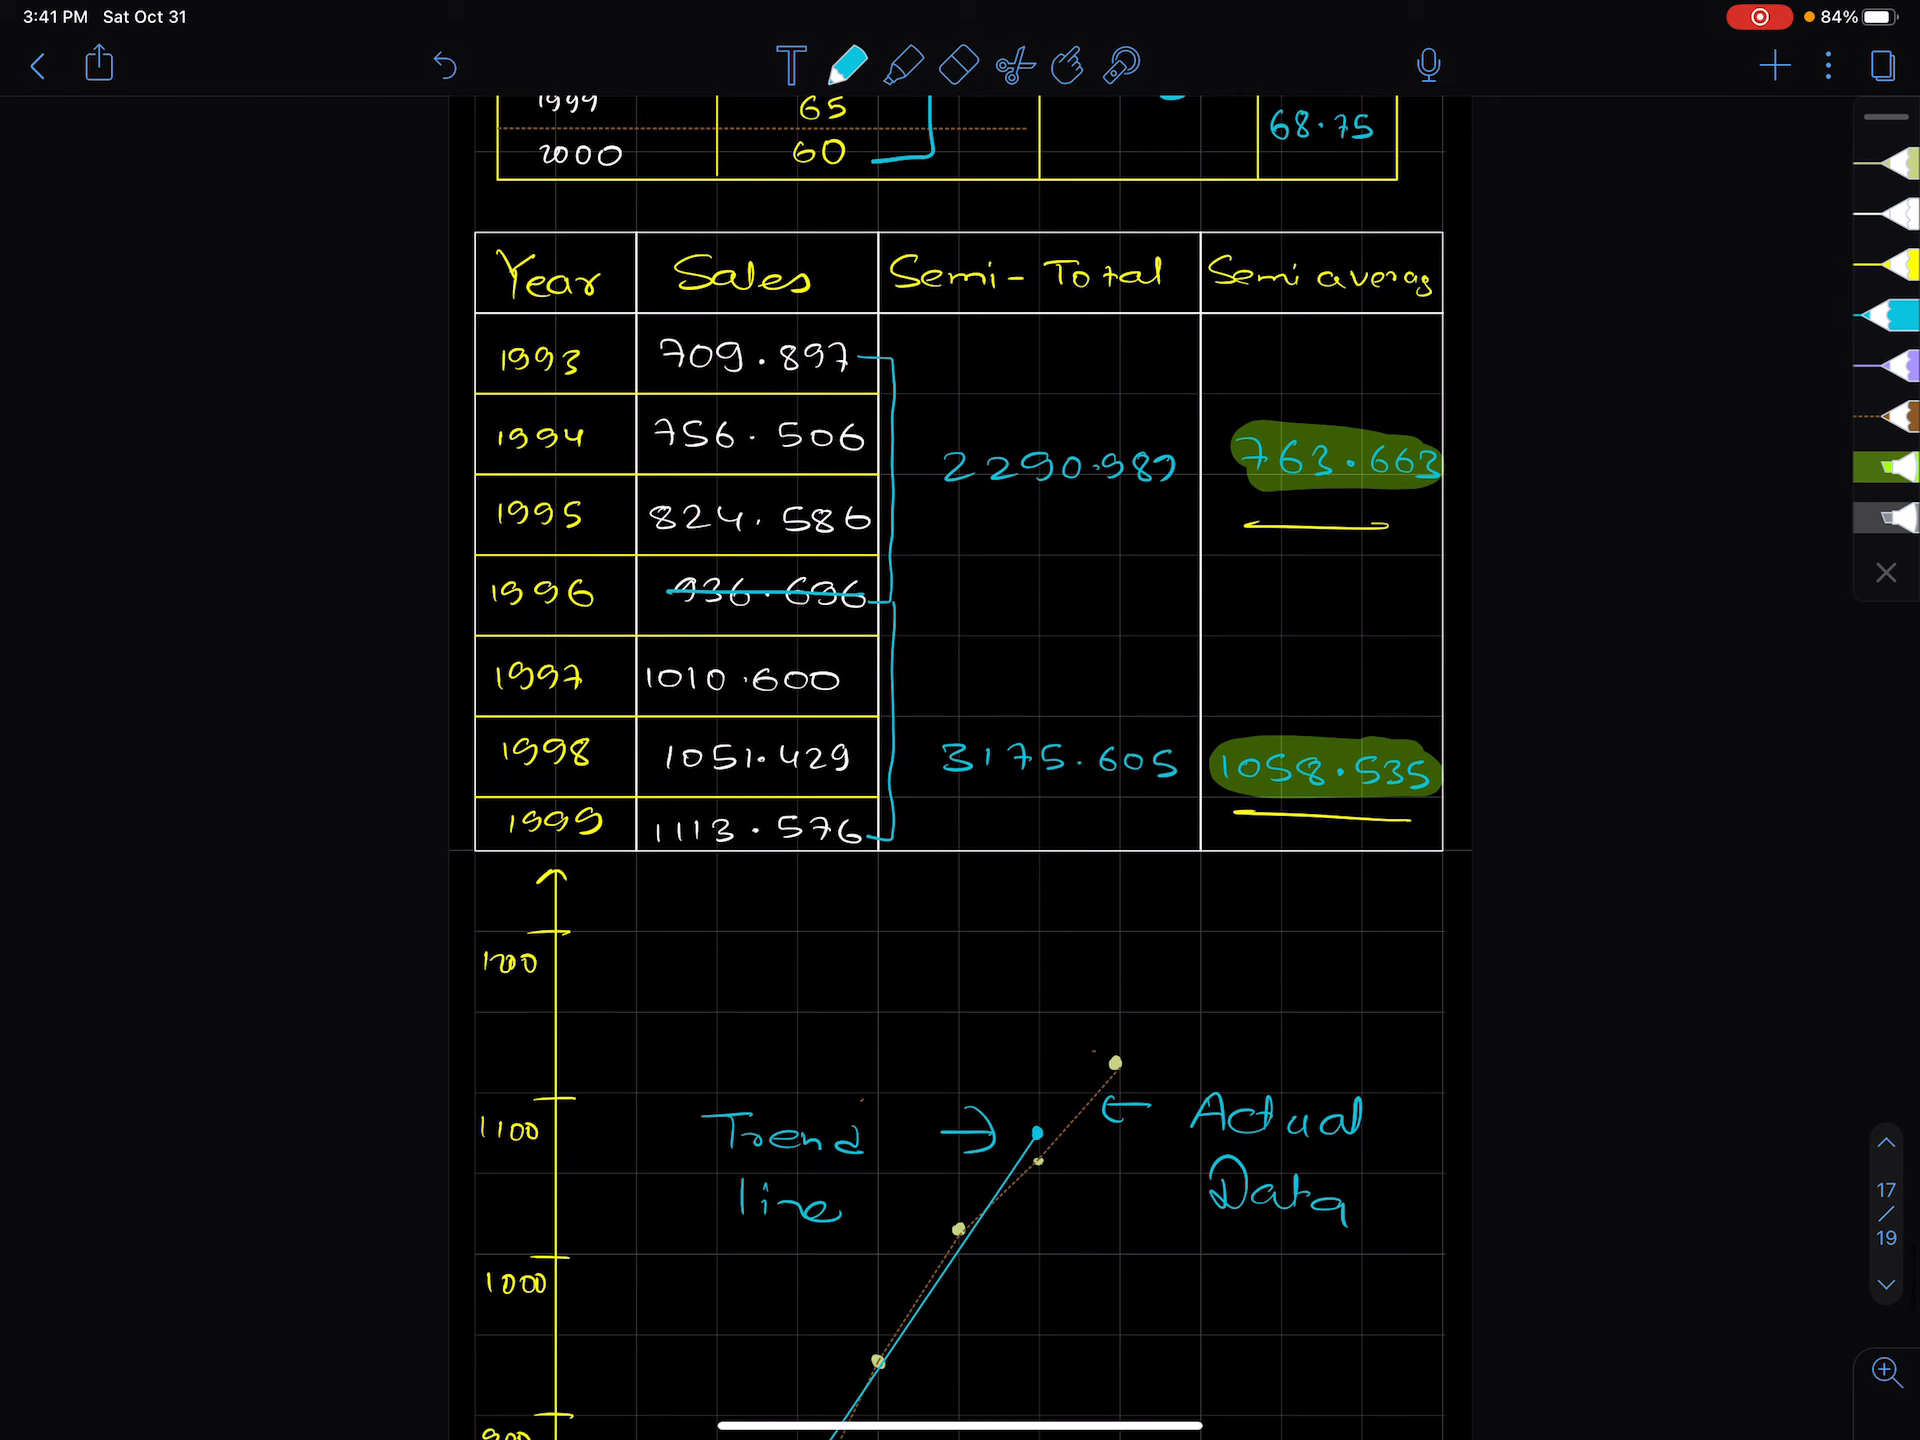 3:41 PM Sat Oct 31
84%
1999 65
2000 60 68.75
Year Sales Semi-Total Semi averag
1993 709.897
1994 756.506 2290.989 763.663
1995 824.586
1996 936.696
1997 1010.600
1998 1051.429 3175.605 1058.535
1999 1113.576
1200
1100 Trend Actual
line Data
1000
900
17
/
19